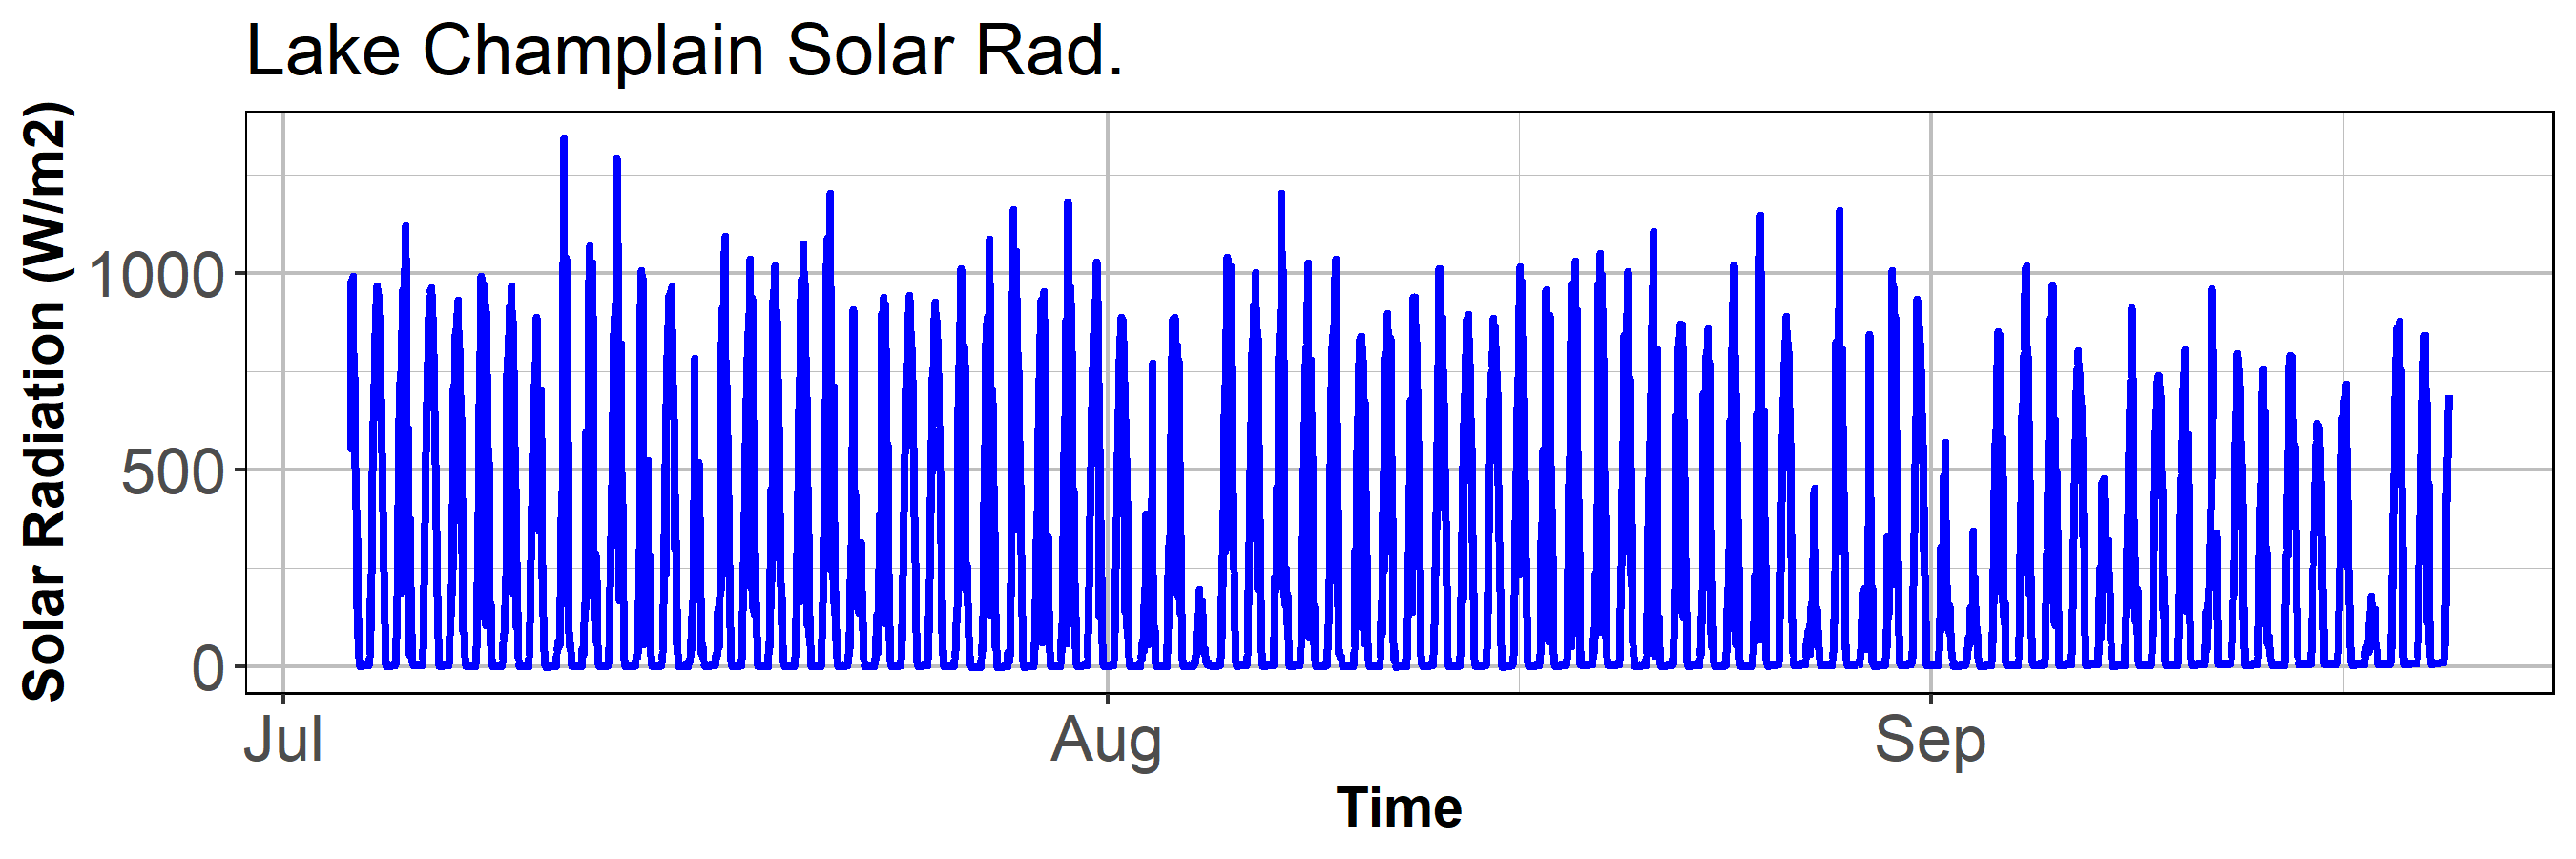 Lake Champlain Solar Rad.
Solar Radiation (W/m2)
1000
500
0
Jul Aug Sep
Time